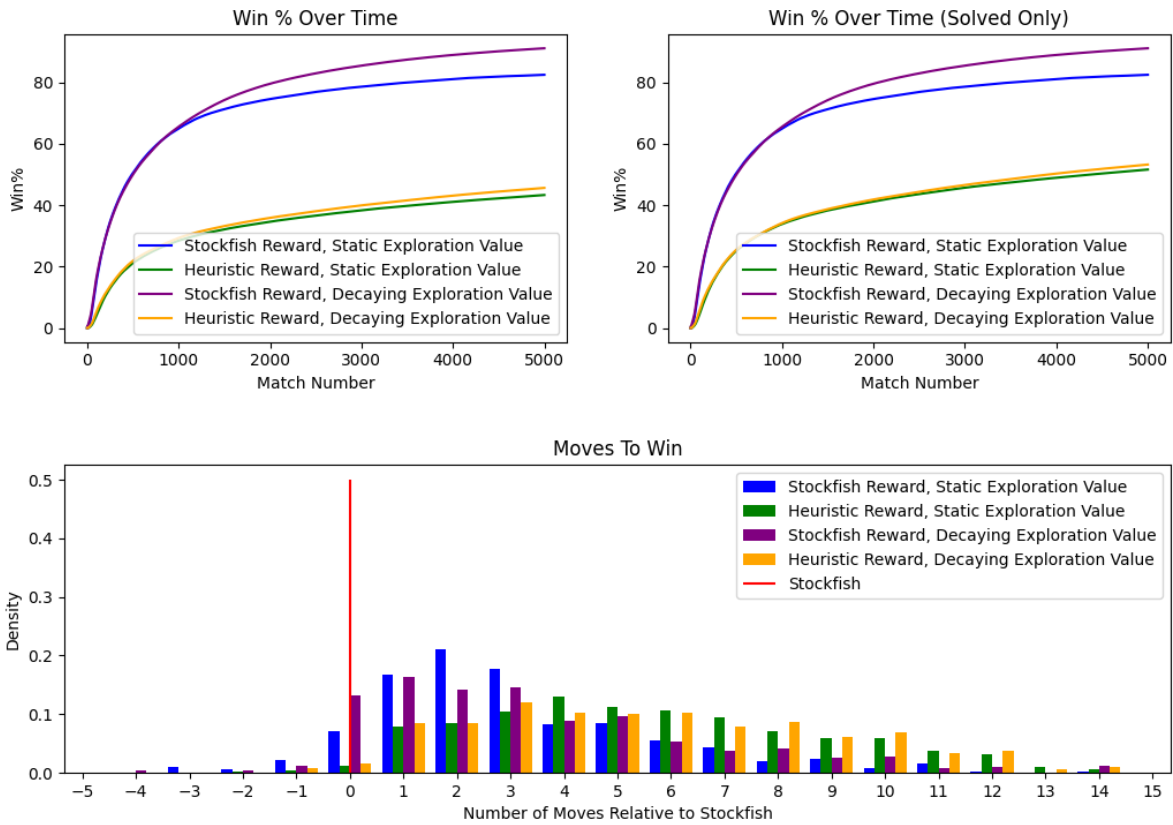 Win % Over Time
Win%
80
60
40
20
0
Stockfish Reward, Static Exploration Value
Heuristic Reward, Static Exploration Value
Stockfish Reward, Decaying Exploration Value
Heuristic Reward, Decaying Exploration Value
0 1000 2000 3000 4000 5000
Match Number
Win % Over Time (Solved Only)
Win%
80
60
40
20
0
Stockfish Reward, Static Exploration Value
Heuristic Reward, Static Exploration Value
Stockfish Reward, Decaying Exploration Value
Heuristic Reward, Decaying Exploration Value
0 1000 2000 3000 4000 5000
Match Number
Moves To Win
Density
0.5
0.4
0.3
0.2
0.1
0.0
Stockfish Reward, Static Exploration Value
Heuristic Reward, Static Exploration Value
Stockfish Reward, Decaying Exploration Value
Heuristic Reward, Decaying Exploration Value
Stockfish
−5 −4 −3 −2 −1 0 1 2 3 4 5 6 7 8 9 10 11 12 13 14 15
Number of Moves Relative to Stockfish